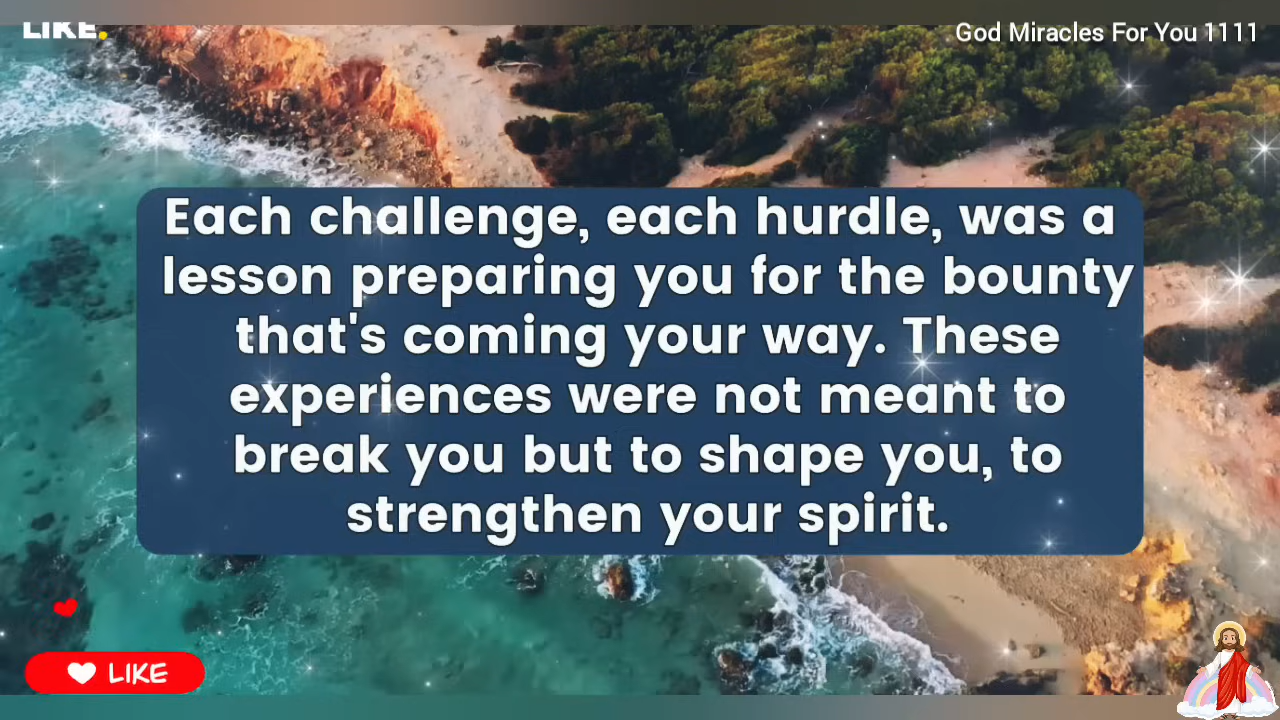 LIKE.
God Miracles For You 1111
Each challenge, each hurdle, was a
lesson preparing you for the bounty
that's coming your way. These
experiences were not meant to
break you but to shape you, to
strengthen your spirit.
LIKE